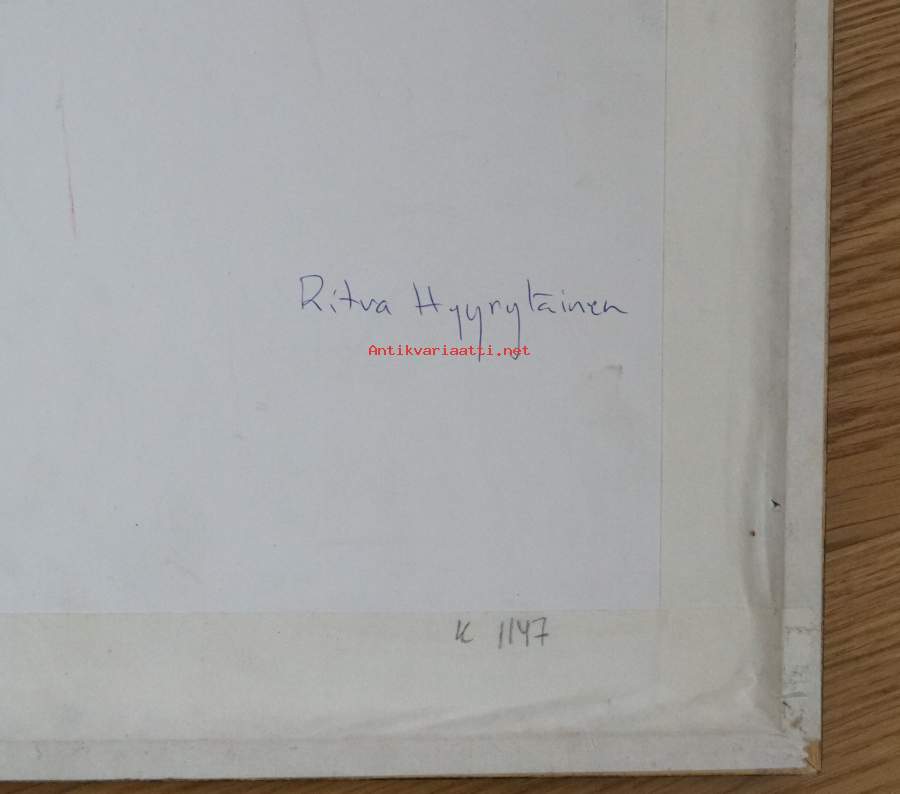 Ritva Hyyryläinen
Antikvariaatti.net
K 1147